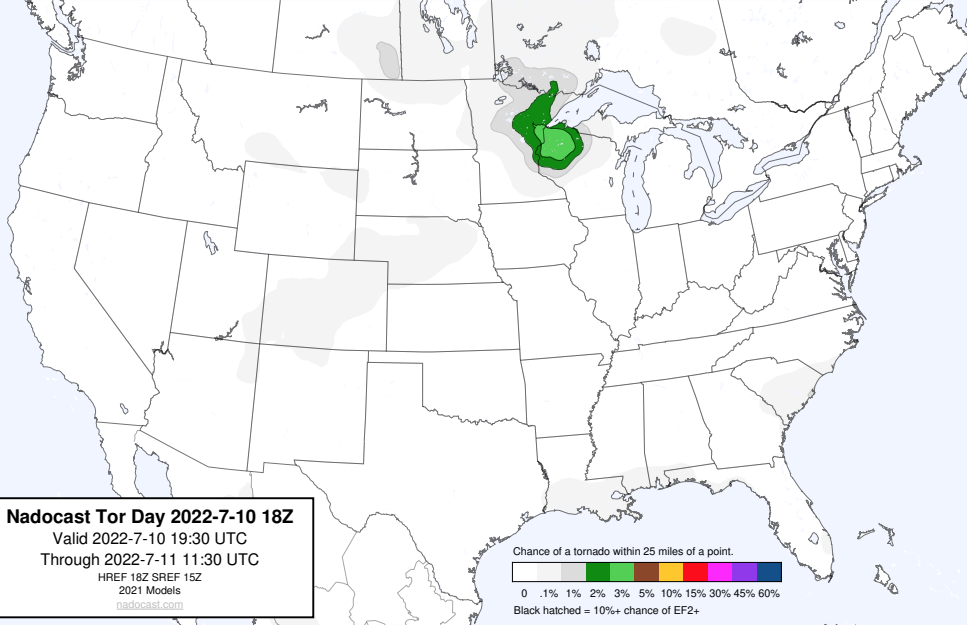 Nadocast Tor Day 2022-7-10 18Z
Valid 2022-7-10 19:30 UTC
Through 2022-7-11 11:30 UTC
HREF 18Z SREF 15Z
2021 Models
nadocast.com
Chance of a tornado within 25 miles of a point.
0 .1% 1% 2% 3% 5% 10% 15% 30% 45% 60%
Black hatched = 10%+ chance of EF2+